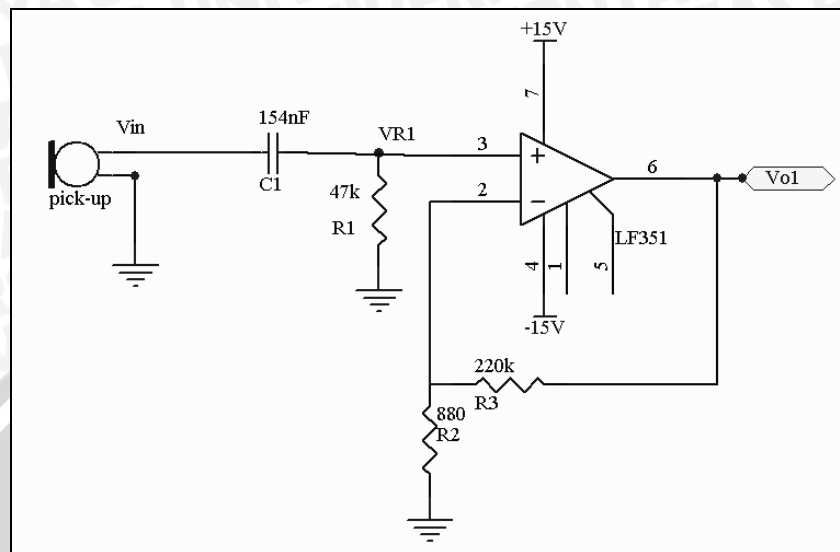 +15V
7
154nF
Vin
VR1
3
+
C1
47k
R1
2
−
6
Vo1
pick-up
LF351
4
1
5
-15V
220k
R3
880
R2